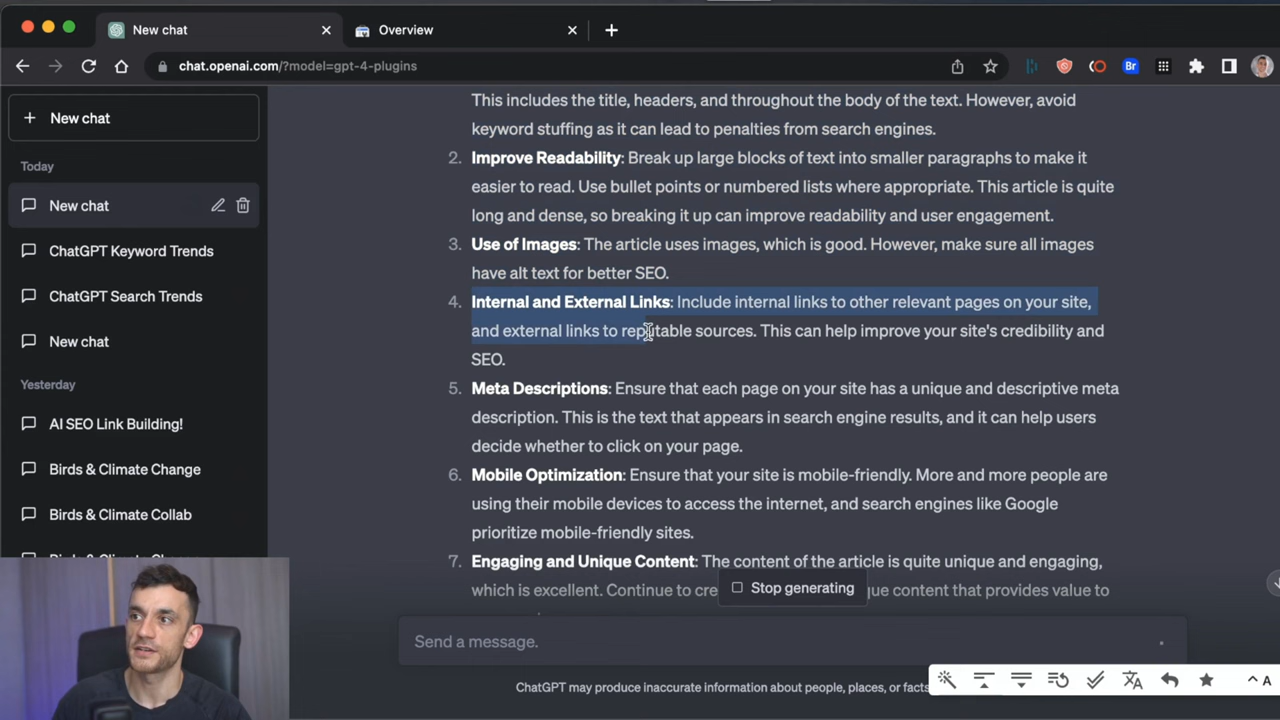 New chat
Overview
chat.openai.com/?model=gpt-4-plugins
Br
New chat
Today
New chat
ChatGPT Keyword Trends
ChatGPT Search Trends
New chat
Yesterday
AI SEO Link Building!
Birds & Climate Change
Birds & Climate Collab
This includes the title, headers, and throughout the body of the text. However, avoid
keyword stuffing as it can lead to penalties from search engines.
2. Improve Readability: Break up large blocks of text into smaller paragraphs to make it
easier to read. Use bullet points or numbered lists where appropriate. This article is quite
long and dense, so breaking it up can improve readability and user engagement.
3. Use of Images: The article uses images, which is good. However, make sure all images
have alt text for better SEO.
4. Internal and External Links: Include internal links to other relevant pages on your site,
and external links to reputable sources. This can help improve your site's credibility and
SEO.
5. Meta Descriptions: Ensure that each page on your site has a unique and descriptive meta
description. This is the text that appears in search engine results, and it can help users
decide whether to click on your page.
6. Mobile Optimization: Ensure that your site is mobile-friendly. More and more people are
using their mobile devices to access the internet, and search engines like Google
prioritize mobile-friendly sites.
7. Engaging and Unique Content: The content of the article is quite unique and engaging,
which is excellent. Continue to cre que content that provides value to
Stop generating
Send a message.
ChatGPT may produce inaccurate information about people, places, or facts
A